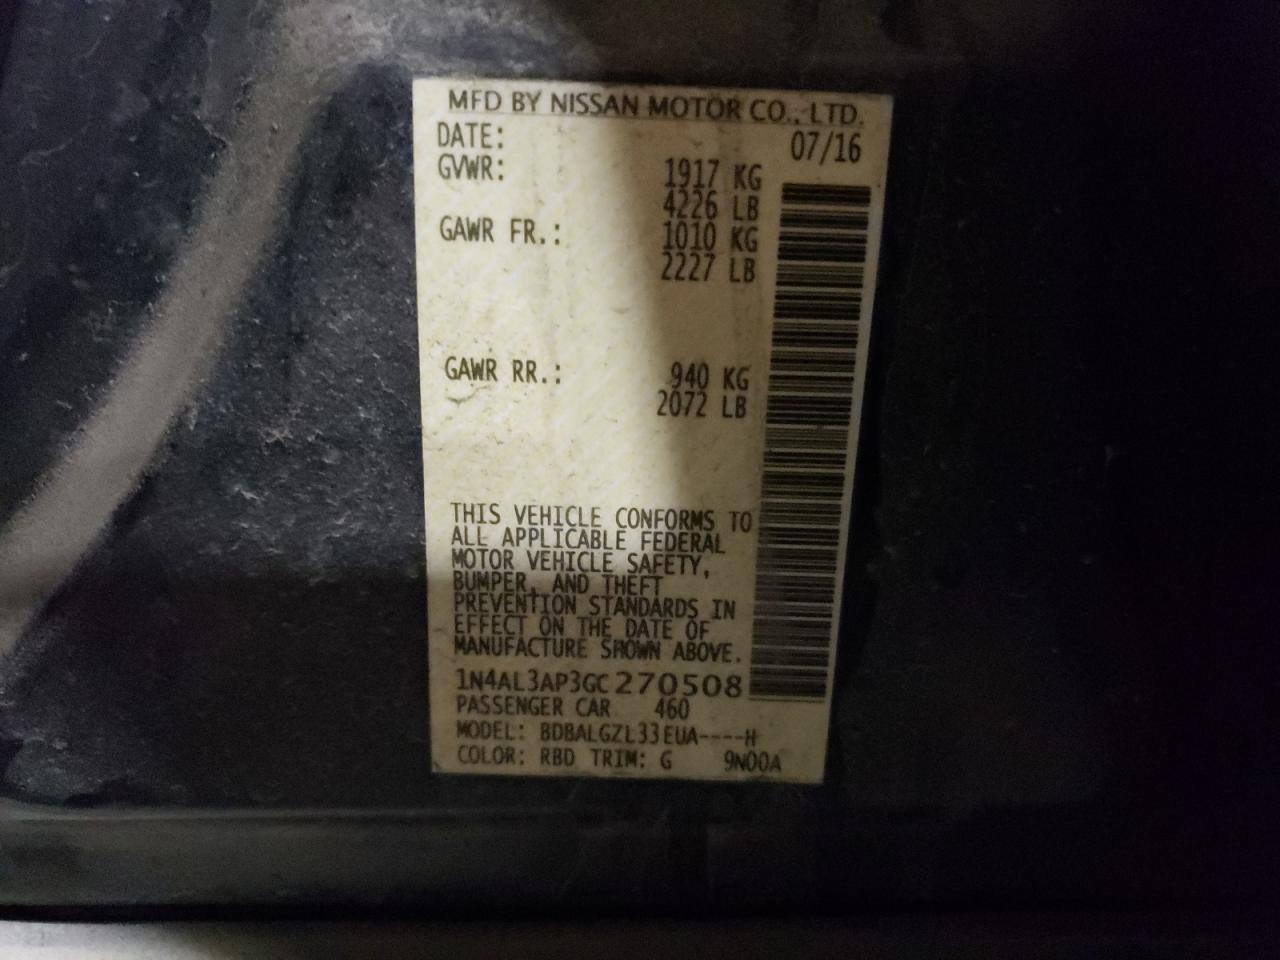 MFD BY NISSAN MOTOR CO., LTD.
DATE: 07/16
GVWR: 1917 KG
4226 LB
GAWR FR.: 1010 KG
2227 LB
GAWR RR.: 940 KG
2072 LB
THIS VEHICLE CONFORMS TO
ALL APPLICABLE FEDERAL
MOTOR VEHICLE SAFETY,
BUMPER, AND THEFT
PREVENTION STANDARDS IN
EFFECT ON THE DATE OF
MANUFACTURE SHOWN ABOVE.
1N4AL3AP3GC270508
PASSENGER CAR 460
MODEL: BDBALGZL33EUA----H
COLOR: RBD TRIM: G 9N00A